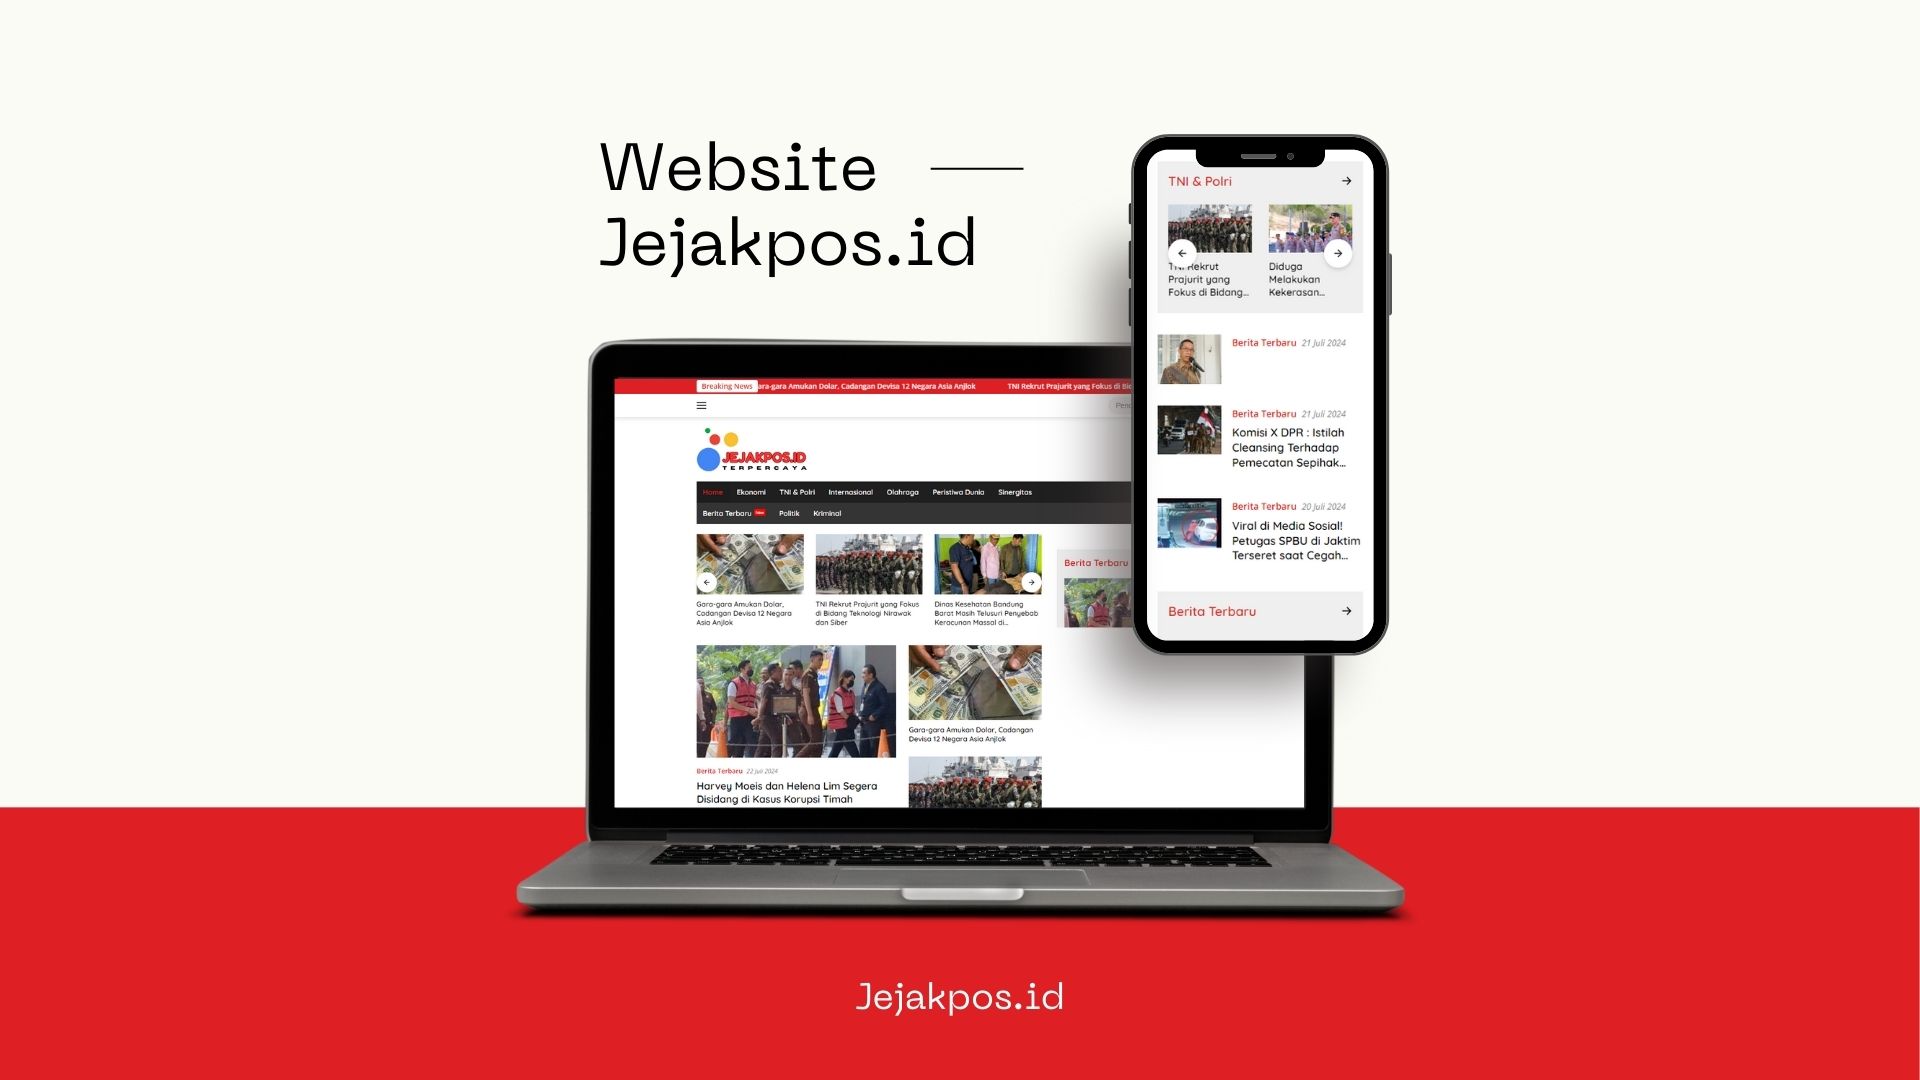 Website
Jejakpos.id
Breaking News
ara-gara Amukan Dolar, Cadangan Devisa 12 Negara Asia Anjlok
TNI Rekrut Prajurit yang Fokus di
JEJAKPOS.ID
TERPERCAYA
Home Ekonomi TNI & Polri Internasional Olahraga Peristiwa Dunia Sinergitas
Berita Terbaru New Politik Kriminal
Gara-gara Amukan Dolar,
Cadangan Devisa 12 Negara
Asia Anjlok
TNI Rekrut Prajurit yang Fokus
di Bidang Teknologi Nirawak
dan Siber
Dinas Kesehatan Bandung
Barat Masih Telusuri Penyebab
Keracunan Massal di...
Berita Terbaru
Gara-gara Amukan Dolar, Cadangan
Devisa 12 Negara Asia Anjlok
Berita Terbaru 22 Juli 2024
Harvey Moeis dan Helena Lim Segera
Disidang di Kasus Korupsi Timah
TNI & Polri
TNI Rekrut
Prajurit yang
Fokus di Bidang...
Diduga
Melakukan
Kekerasan...
Berita Terbaru 21 Juli 2024
Berita Terbaru 21 Juli 2024
Komisi X DPR : Istilah
Cleansing Terhadap
Pemecatan Sepihak...
Berita Terbaru 20 Juli 2024
Viral di Media Sosial!
Petugas SPBU di Jaktim
Terseret saat Cegah...
Berita Terbaru
Jejakpos.id